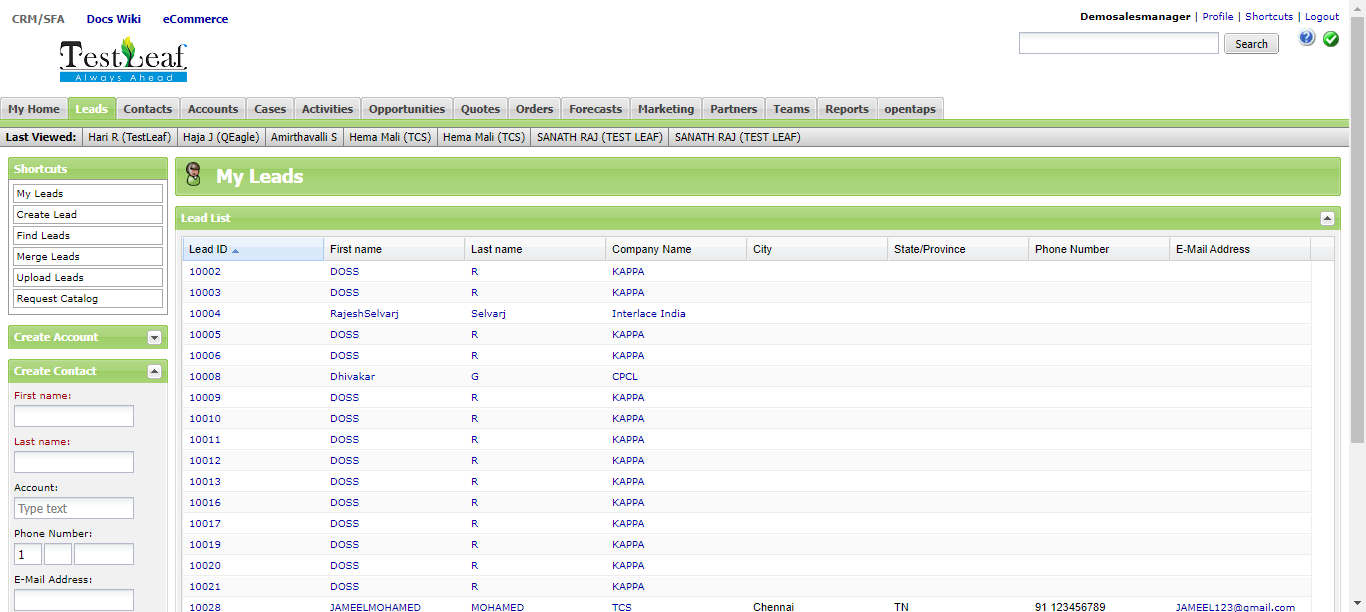 CRM/SFA Docs Wiki eCommerce
Demosalesmanager | Profile | Shortcuts | Logout
TestLeaf
Always Ahead
Search
My Home Leads Contacts Accounts Cases Activities Opportunities Quotes Orders Forecasts Marketing Partners Teams Reports opentaps
Last Viewed: Hari R (TestLeaf) Haja J (QEagle) Amirthavalli S Hema Mali (TCS) Hema Mali (TCS) SANATH RAJ (TEST LEAF) SANATH RAJ (TEST LEAF)
Shortcuts
My Leads
Create Lead
Find Leads
Merge Leads
Upload Leads
Request Catalog
Create Account
Create Contact
First name:
Last name:
Account:
Type text
Phone Number:
1
E-Mail Address:
My Leads
Lead List
Lead ID First name Last name Company Name City State/Province Phone Number E-Mail Address
10002 DOSS R KAPPA
10003 DOSS R KAPPA
10004 RajeshSelvarj Selvarj Interlace India
10005 DOSS R KAPPA
10006 DOSS R KAPPA
10008 Dhivakar G CPCL
10009 DOSS R KAPPA
10010 DOSS R KAPPA
10011 DOSS R KAPPA
10012 DOSS R KAPPA
10013 DOSS R KAPPA
10016 DOSS R KAPPA
10017 DOSS R KAPPA
10019 DOSS R KAPPA
10020 DOSS R KAPPA
10021 DOSS R KAPPA
10028 JAMEELMOHAMED MOHAMED TCS Chennai TN 91 123456789 JAMEEL123@gmail.com